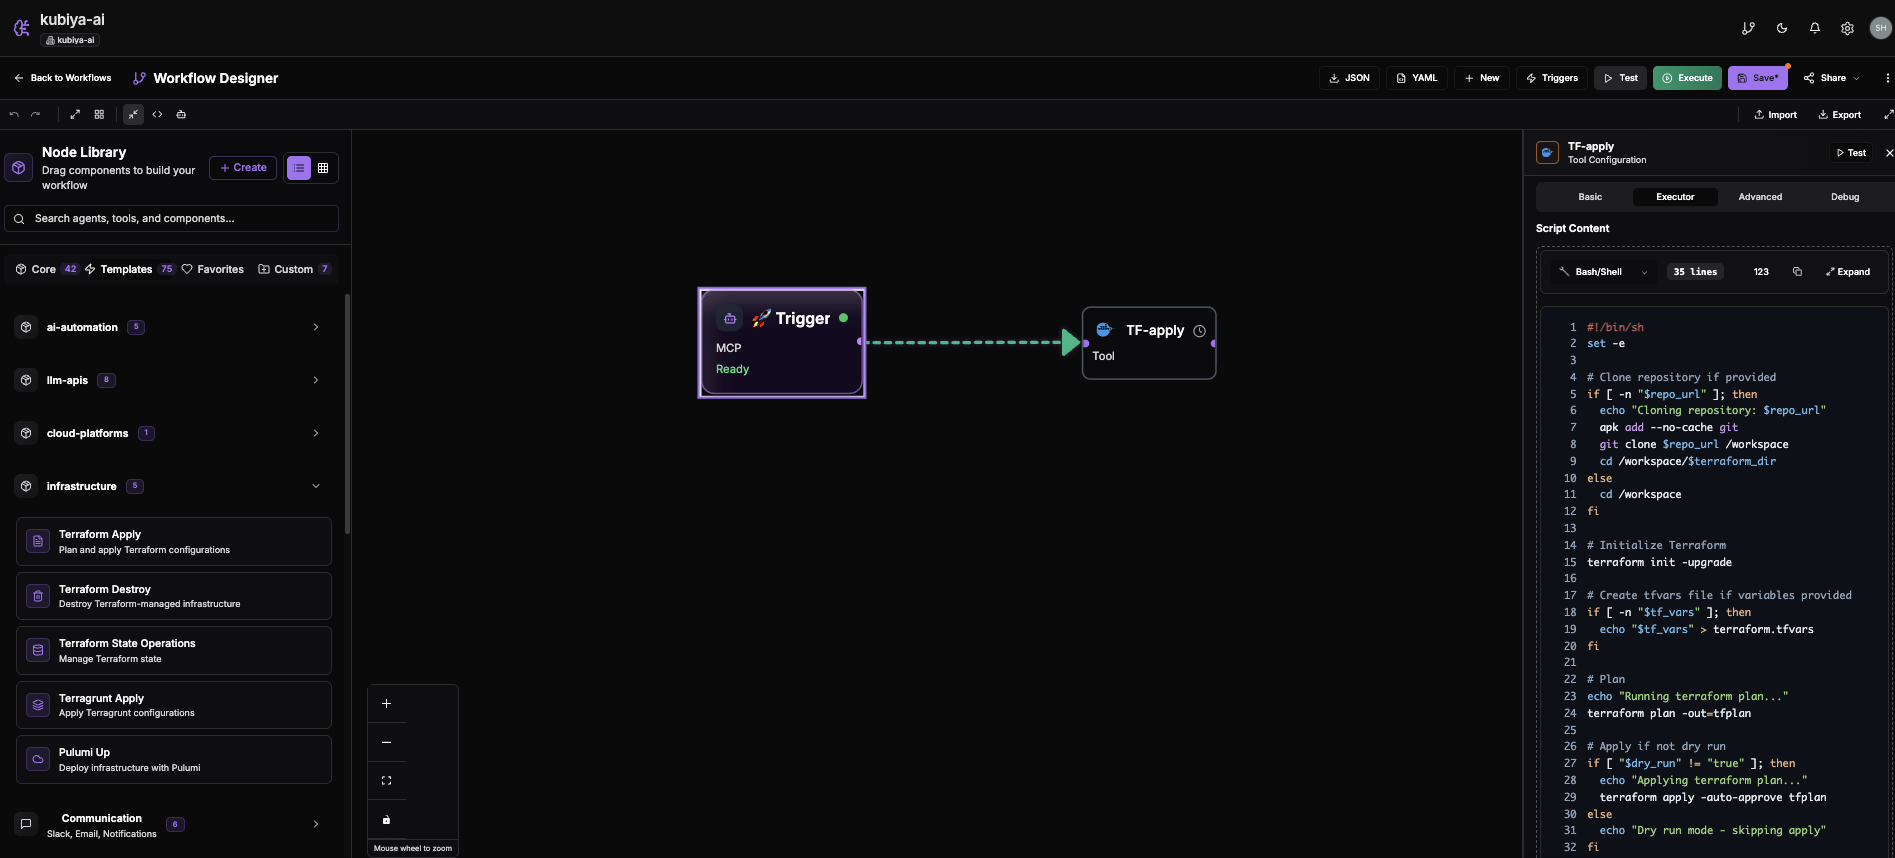 kubiya-ai
kubiya-ai
SH
Back to Workflows
Workflow Designer
JSON
YAML
New
Triggers
Test
Execute
Save*
Share
Import
Export
Node Library
Drag components to build your
workflow
Create
Search agents, tools, and components...
Core 42
Templates 75
Favorites
Custom 7
ai-automation 5
llm-apis 8
cloud-platforms 1
infrastructure 5
Terraform Apply
Plan and apply Terraform configurations
Terraform Destroy
Destroy Terraform-managed infrastructure
Terraform State Operations
Manage Terraform state
Terragrunt Apply
Apply Terragrunt configurations
Pulumi Up
Deploy infrastructure with Pulumi
Communication
Slack, Email, Notifications
6
🚀 Trigger
MCP
Ready
TF-apply
Tool
Mouse wheel to zoom
TF-apply
Tool Configuration
Test
Basic
Executor
Advanced
Debug
Script Content
Bash/Shell
35 lines
123
Expand
1 #!/bin/sh
2 set -e
3
4 # Clone repository if provided
5 if [ -n "$repo_url" ]; then
6 echo "Cloning repository: $repo_url"
7 apk add --no-cache git
8 git clone $repo_url /workspace
9 cd /workspace/$terraform_dir
10 else
11 cd /workspace
12 fi
13
14 # Initialize Terraform
15 terraform init -upgrade
16
17 # Create tfvars file if variables provided
18 if [ -n "$tf_vars" ]; then
19 echo "$tf_vars" > terraform.tfvars
20 fi
21
22 # Plan
23 echo "Running terraform plan..."
24 terraform plan -out=tfplan
25
26 # Apply if not dry run
27 if [ "$dry_run" != "true" ]; then
28 echo "Applying terraform plan..."
29 terraform apply -auto-approve tfplan
30 else
31 echo "Dry run mode - skipping apply"
32 fi